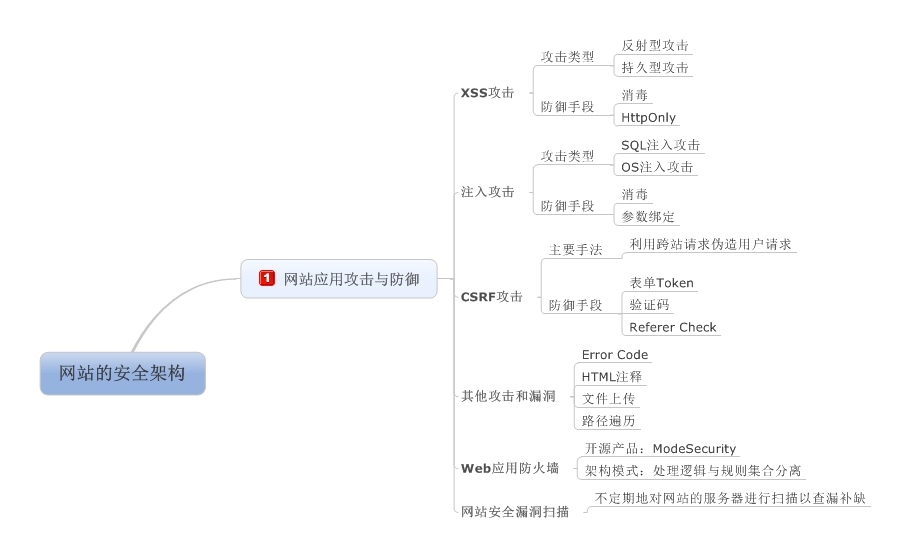 网站的安全架构
1 网站应用攻击与防御
XSS攻击
攻击类型
反射型攻击
持久型攻击
防御手段
消毒
HttpOnly
注入攻击
攻击类型
SQL注入攻击
OS注入攻击
防御手段
消毒
参数绑定
CSRF攻击
主要手法
利用跨站请求伪造用户请求
防御手段
表单Token
验证码
Referer Check
其他攻击和漏洞
Error Code
HTML注释
文件上传
路径遍历
Web应用防火墙
开源产品：ModeSecurity
架构模式：处理逻辑与规则集合分离
网站安全漏洞扫描
不定期地对网站的服务器进行扫描以查漏补缺